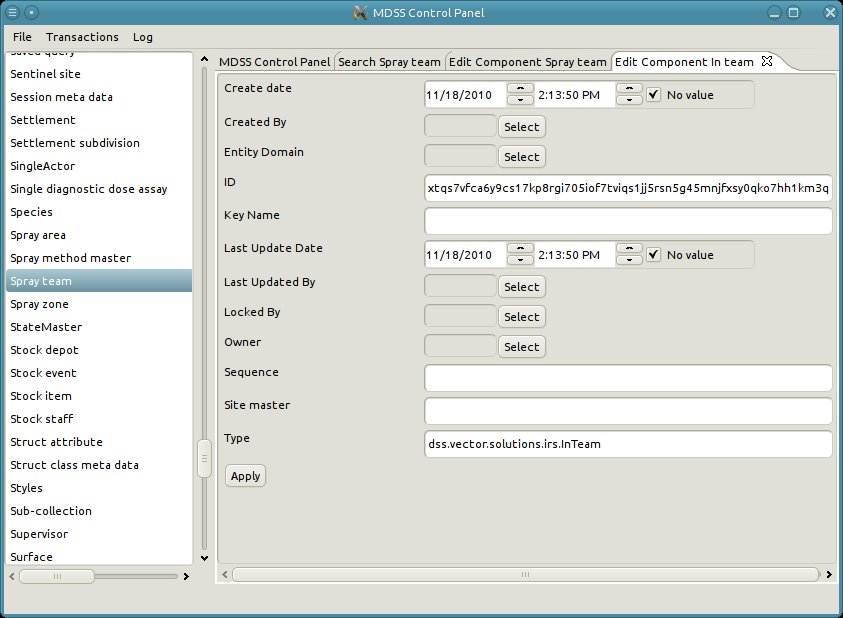 MDSS Control Panel
File Transactions Log
Saved query
Sentinel site
Session meta data
Settlement
Settlement subdivision
SingleActor
Single diagnostic dose assay
Species
Spray area
Spray method master
Spray team
Spray zone
StateMaster
Stock depot
Stock event
Stock item
Stock staff
Struct attribute
Struct class meta data
Styles
Sub-collection
Supervisor
Surface
MDSS Control Panel Search Spray team Edit Component Spray team Edit Component In team
Create date 11/18/2010 2:13:50 PM No value
Created By Select
Entity Domain Select
ID xtqs7vfca6y9cs17kp8rgi705iof7tviqs1jj5rsn5g45mnjfxsy0qko7hh1km3q
Key Name
Last Update Date 11/18/2010 2:13:50 PM No value
Last Updated By Select
Locked By Select
Owner Select
Sequence
Site master
Type dss.vector.solutions.irs.InTeam
Apply